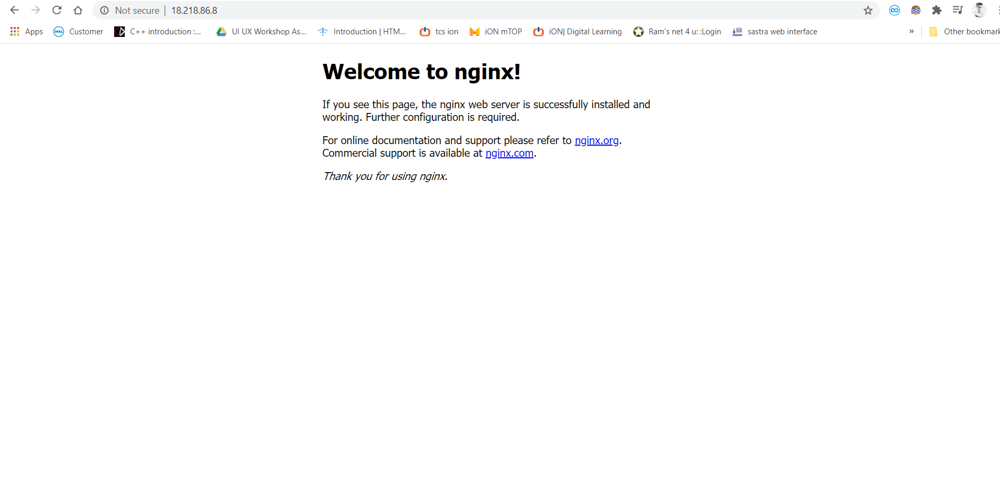 Not secure | 18.218.86.8
Apps Customer C++ introduction :... UI UX Workshop As... Introduction | HTM... tcs ion iON mTOP iON| Digital Learning Ram's net 4 u: :Login sastra web interface » Other bookmark
Welcome to nginx!
If you see this page, the nginx web server is successfully installed and
working. Further configuration is required.
For online documentation and support please refer to nginx.org.
Commercial support is available at nginx.com.
Thank you for using nginx.